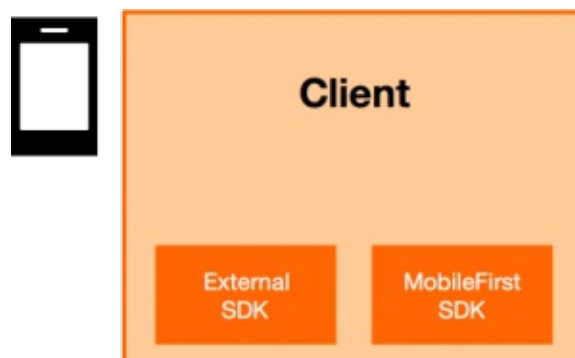 Client
External
SDK
MobileFirst
SDK